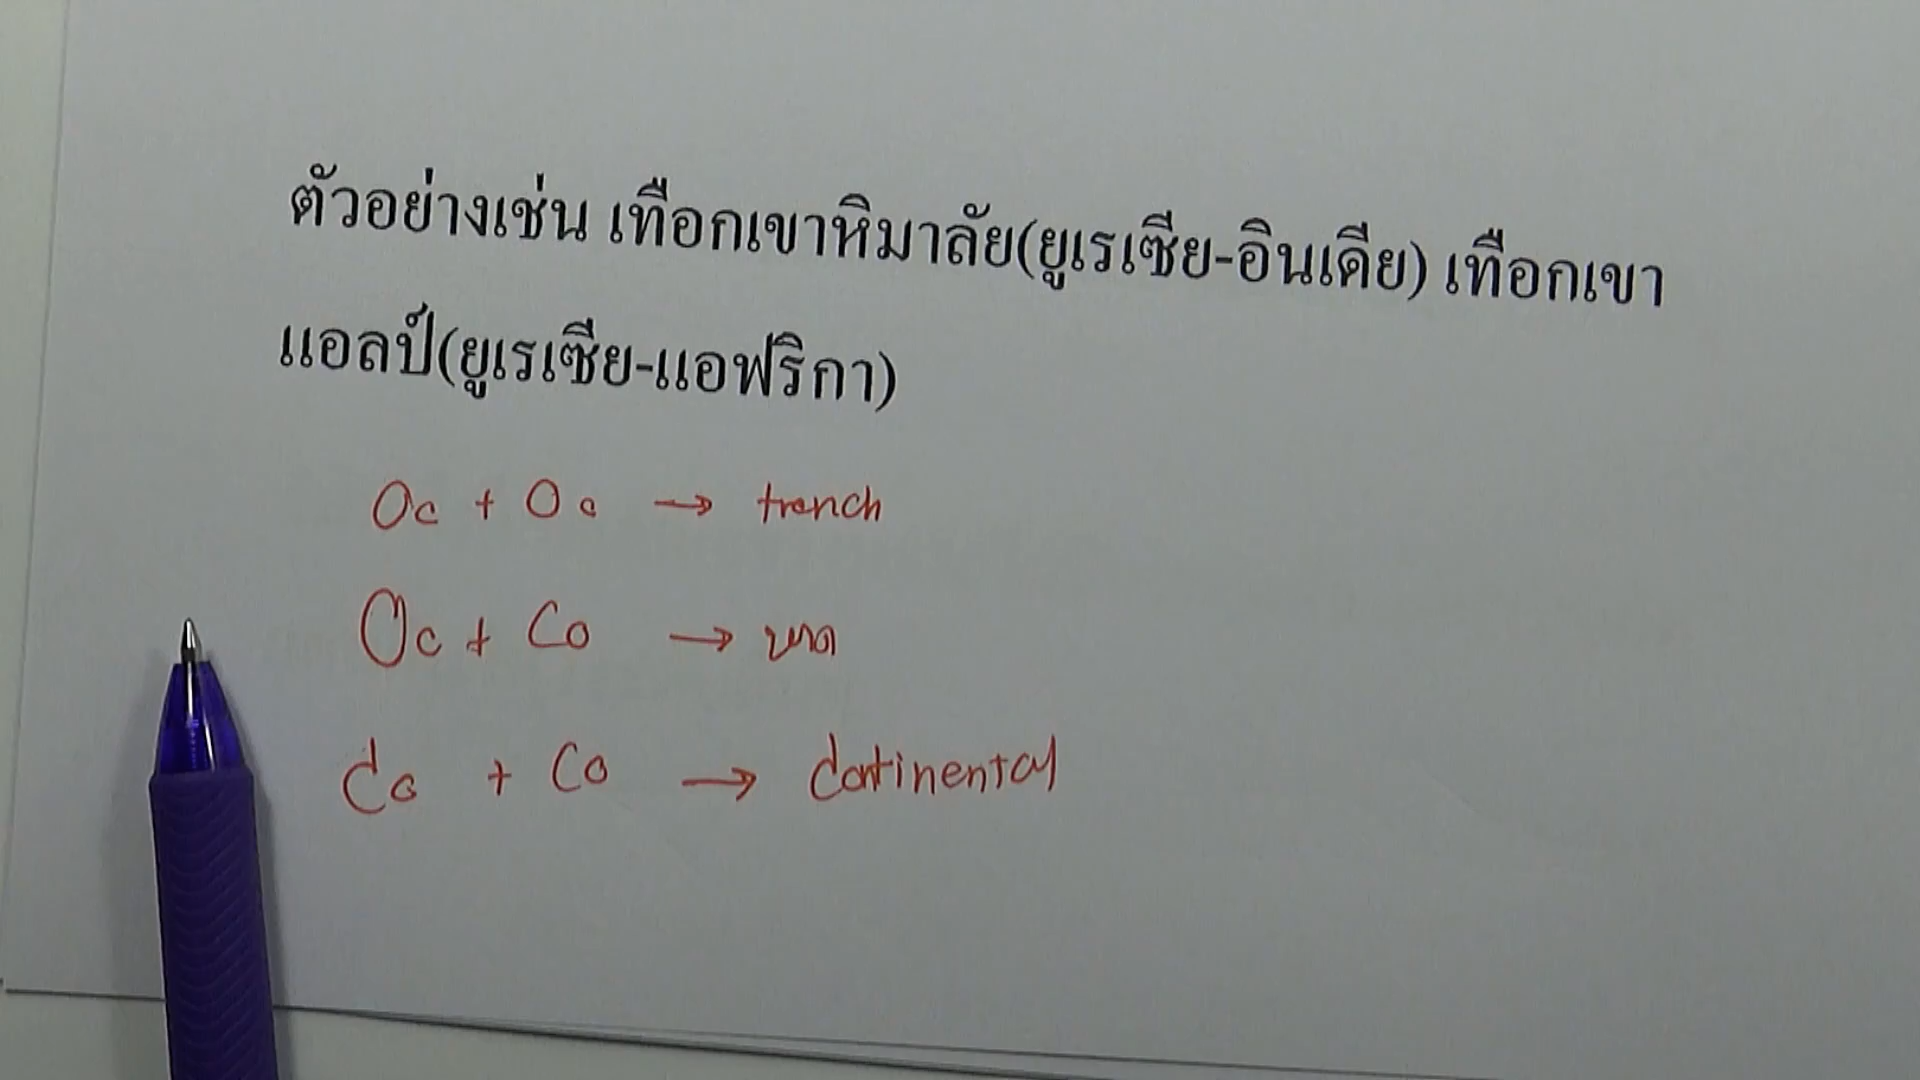 ตัวอย่างเช่น เทือกเขาหิมาลัย(ยูเรเซีย-อินเดีย) เทือกเขา
แอลป์(ยูเรเซีย-แอฟริกา)
Oc + Oc → trench
Oc + Co →
Co + Co → Continental